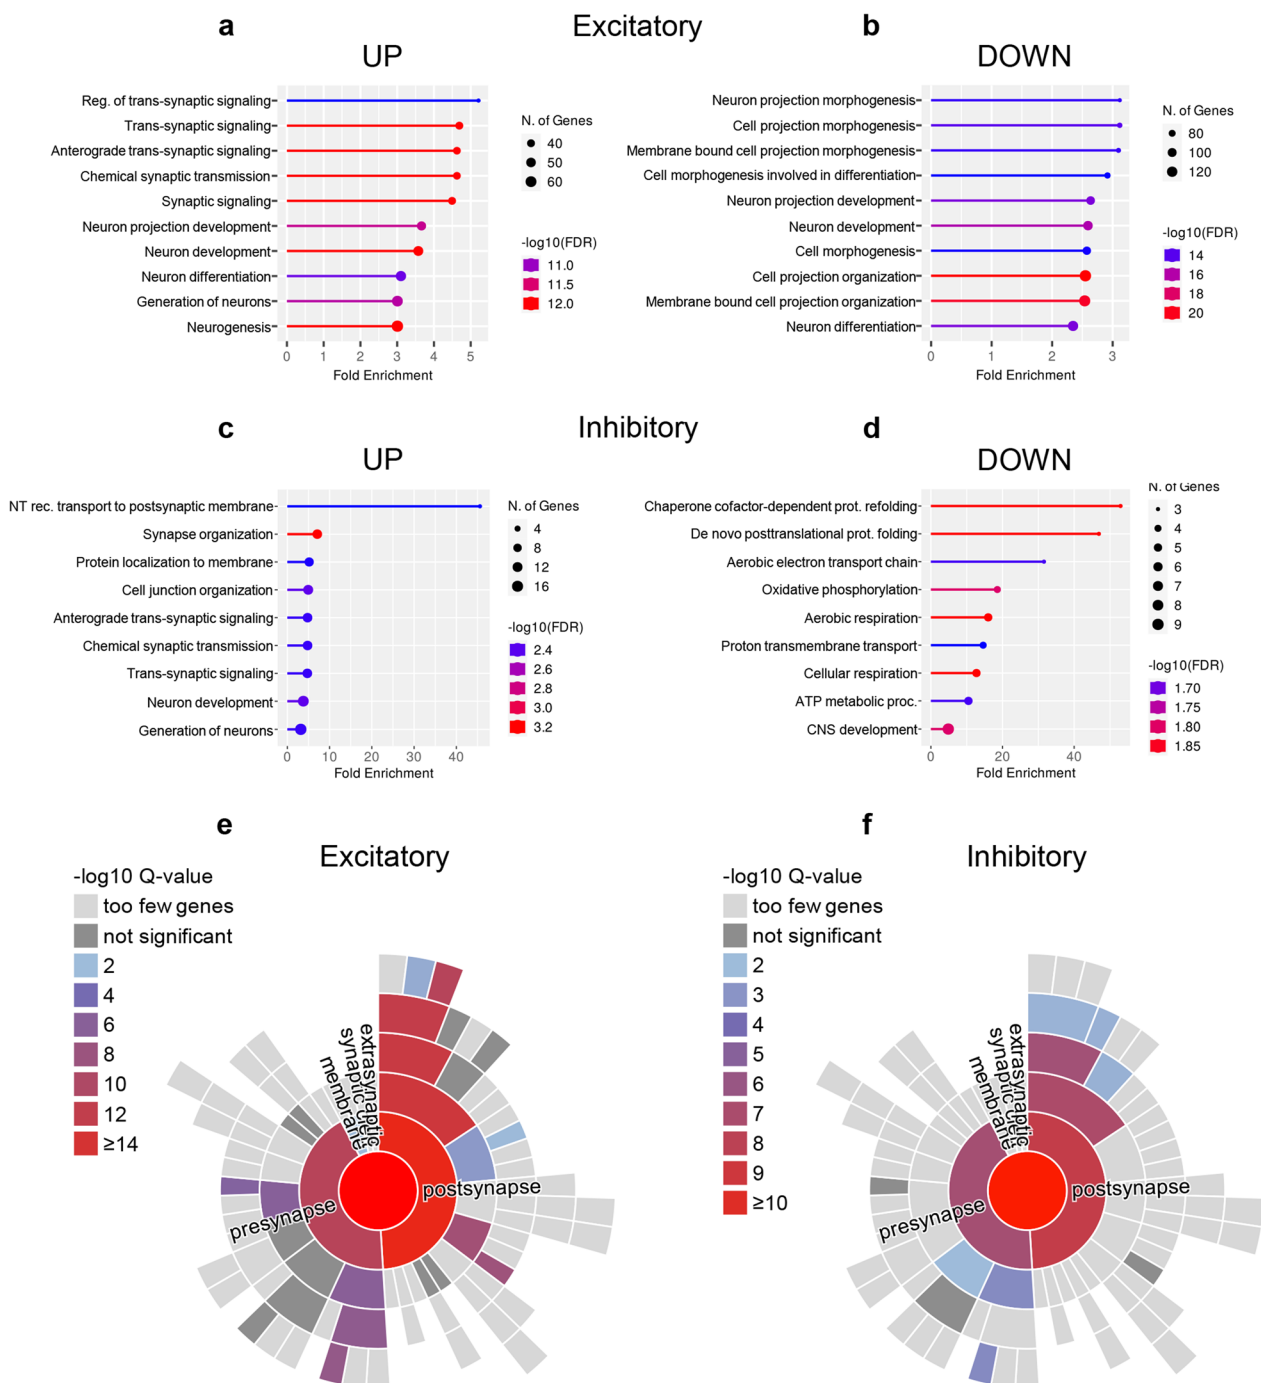 a
Excitatory
b
UP
DOWN
Reg. of trans-synaptic signaling
Trans-synaptic signaling
Anterograde trans-synaptic signaling
Chemical synaptic transmission
Synaptic signaling
Neuron projection development
Neuron development
Neuron differentiation
Generation of neurons
Neurogenesis
0 1 2 3 4 5
Fold Enrichment
N. of Genes
40
50
60
-log10(FDR)
11.0
11.5
12.0
Neuron projection morphogenesis
Cell projection morphogenesis
Membrane bound cell projection morphogenesis
Cell morphogenesis involved in differentiation
Neuron projection development
Neuron development
Cell morphogenesis
Cell projection organization
Membrane bound cell projection organization
Neuron differentiation
0 1 2 3
Fold Enrichment
N. of Genes
80
100
120
-log10(FDR)
14
16
18
20
c
Inhibitory
d
UP
DOWN
NT rec. transport to postsynaptic membrane
Synapse organization
Protein localization to membrane
Cell junction organization
Anterograde trans-synaptic signaling
Chemical synaptic transmission
Trans-synaptic signaling
Neuron development
Generation of neurons
0 10 20 30 40
Fold Enrichment
N. of Genes
4
8
12
16
-log10(FDR)
2.4
2.6
2.8
3.0
3.2
Chaperone cofactor-dependent prot. refolding
De novo posttranslational prot. folding
Aerobic electron transport chain
Oxidative phosphorylation
Aerobic respiration
Proton transmembrane transport
Cellular respiration
ATP metabolic proc.
CNS development
0 20 40
Fold Enrichment
N. of Genes
3
4
5
6
7
8
9
-log10(FDR)
1.70
1.75
1.80
1.85
e
Excitatory
-log10 Q-value
too few genes
not significant
2
4
6
8
10
12
≥14
extrasynaptic
synaptic
membrane
postsynapse
presynapse
f
Inhibitory
-log10 Q-value
too few genes
not significant
2
3
4
5
6
7
8
9
≥10
extrasynaptic
synaptic
membrane
postsynapse
presynapse